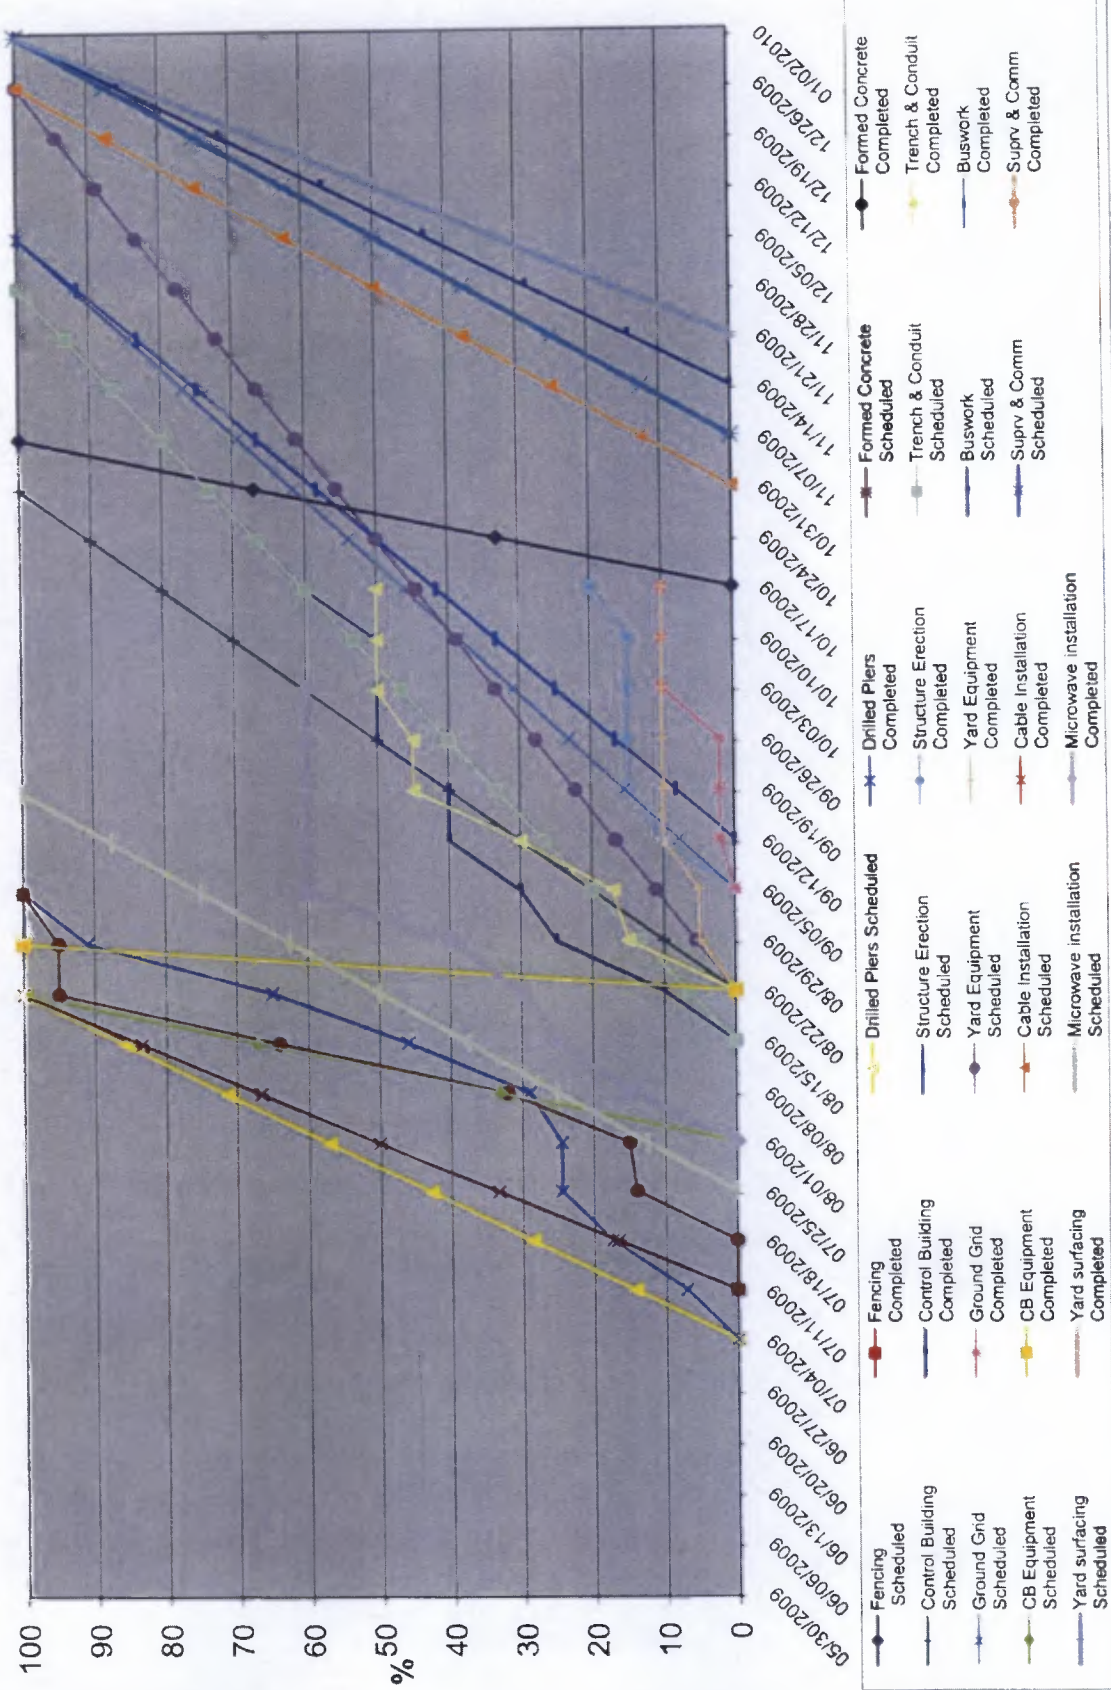 100
90
80
70
60
50
40
30
20
10
0
%
05/30/2009
06/06/2009
06/13/2009
06/20/2009
06/27/2009
07/04/2009
07/11/2009
07/18/2009
07/25/2009
08/01/2009
08/08/2009
08/15/2009
08/22/2009
08/29/2009
09/05/2009
09/12/2009
09/19/2009
09/26/2009
10/03/2009
10/10/2009
10/17/2009
10/24/2009
10/31/2009
11/07/2009
11/14/2009
11/21/2009
11/28/2009
12/05/2009
12/12/2009
12/19/2009
12/26/2009
01/02/2010
Fencing
Scheduled
Fencing
Completed
Drilled Piers Scheduled
Drilled Piers
Completed
Formed Concrete
Scheduled
Formed Concrete
Completed
Control Building
Scheduled
Control Building
Completed
Structure Erection
Scheduled
Structure Erection
Completed
Trench & Conduit
Scheduled
Trench & Conduit
Completed
Ground Grid
Scheduled
Ground Grid
Completed
Yard Equipment
Scheduled
Yard Equipment
Completed
Buswork
Scheduled
Buswork
Completed
CB Equipment
Scheduled
CB Equipment
Completed
Cable Installation
Scheduled
Cable Installation
Completed
Suprv & Comm
Scheduled
Suprv & Comm
Completed
Yard surfacing
Scheduled
Yard surfacing
Completed
Microwave installation
Scheduled
Microwave installation
Completed